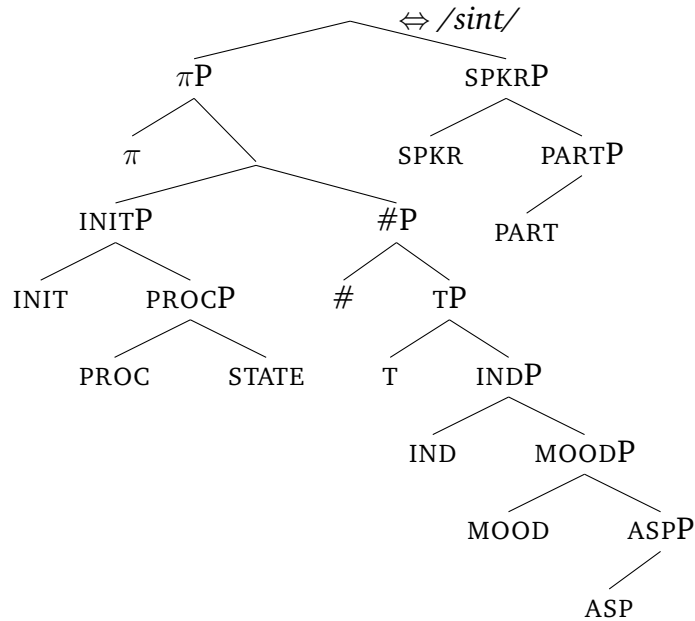 ⇔ /sint/
πP SPKRP
π SPKR PARTP
INITP #P PART
INIT PROCP # TP
PROC STATE T INDP
IND MOODP
MOOD ASPP
ASP